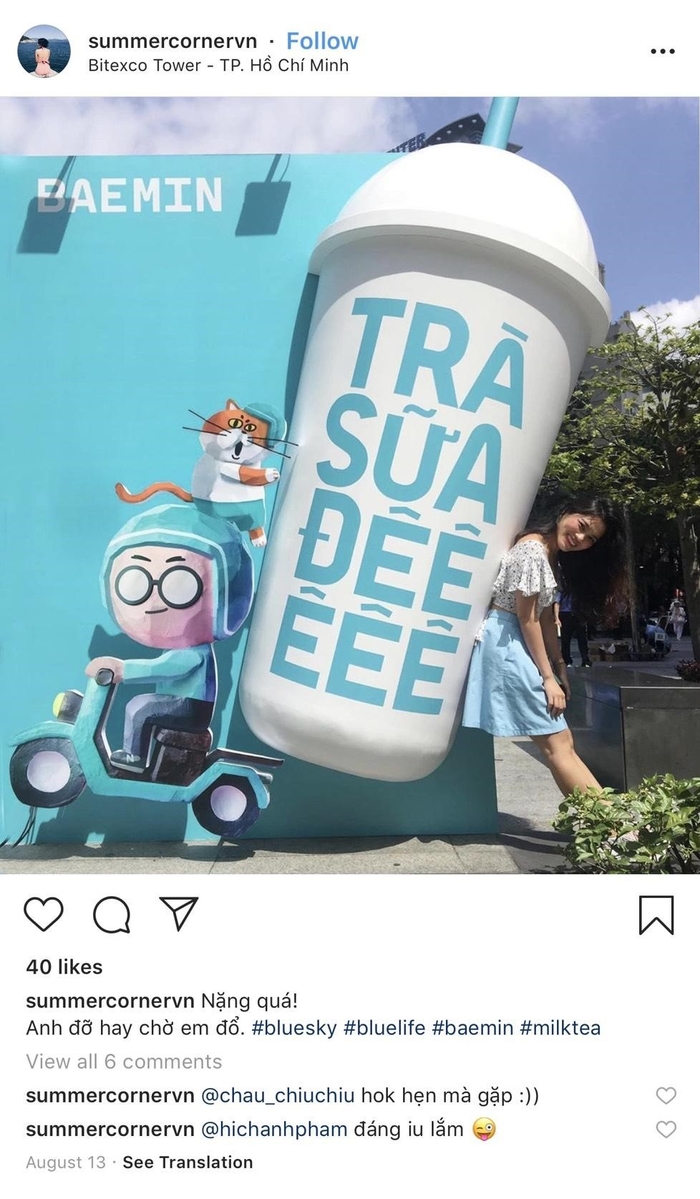 summercornervn · Follow
Bitexco Tower - TP. Hồ Chí Minh
BAEMIN
TRÀ
SỮA
ĐÊÊ
ÊÊÊ
40 likes
summercornervn Nặng quá!
Anh đỡ hay chờ em đổ. #bluesky #bluelife #baemin #milktea
View all 6 comments
summercornervn @chau_chiuchiu hok hẹn mà gặp :))
summercornervn @hichanhpham đáng iu lắm 😜
August 13 · See Translation